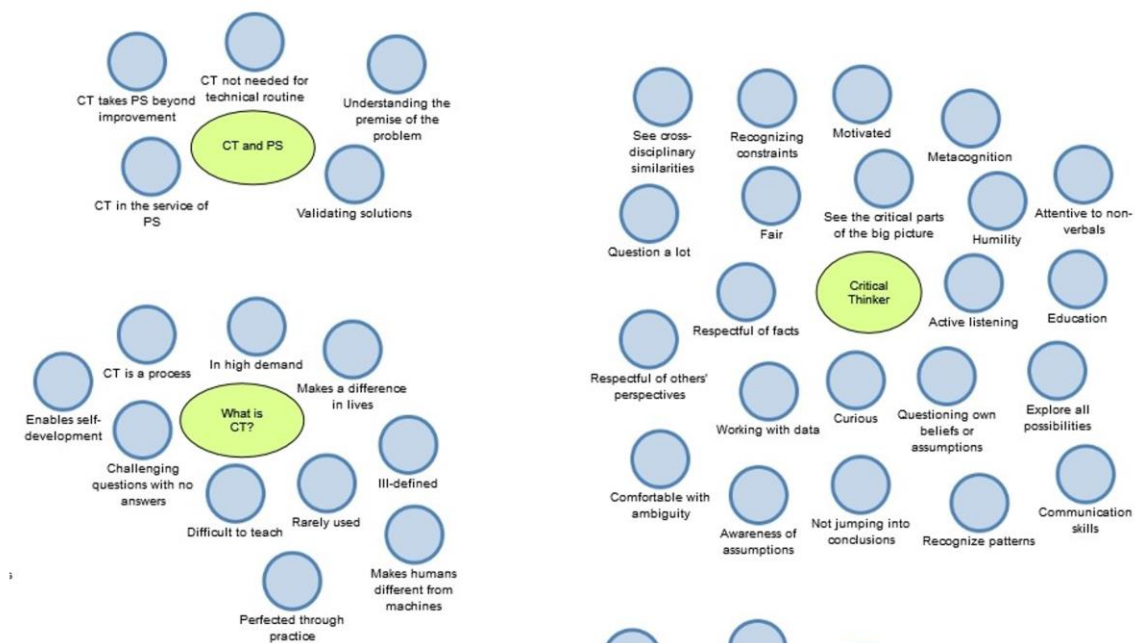 CT takes PS beyond
improvement
CT not needed for
technical routine
Understanding the
premise of the
problem
CT and PS
CT in the service of
PS
Validating solutions
CT is a process
In high demand
Makes a difference
in lives
Enables self-
development
What is
CT?
Challenging
questions with no
answers
Ill-defined
Difficult to teach
Rarely used
Makes humans
different from
machines
Perfected through
practice
See cross-
disciplinary
similarities
Recognizing
constraints
Motivated
Metacognition
Question a lot
Fair
See the critical parts
of the big picture
Humility
Attentive to non-
verbals
Critical
Thinker
Respectful of facts
Active listening
Education
Respectful of others'
perspectives
Working with data
Curious
Questioning own
beliefs or
assumptions
Explore all
possibilities
Comfortable with
ambiguity
Awareness of
assumptions
Not jumping into
conclusions
Recognize patterns
Communication
skills